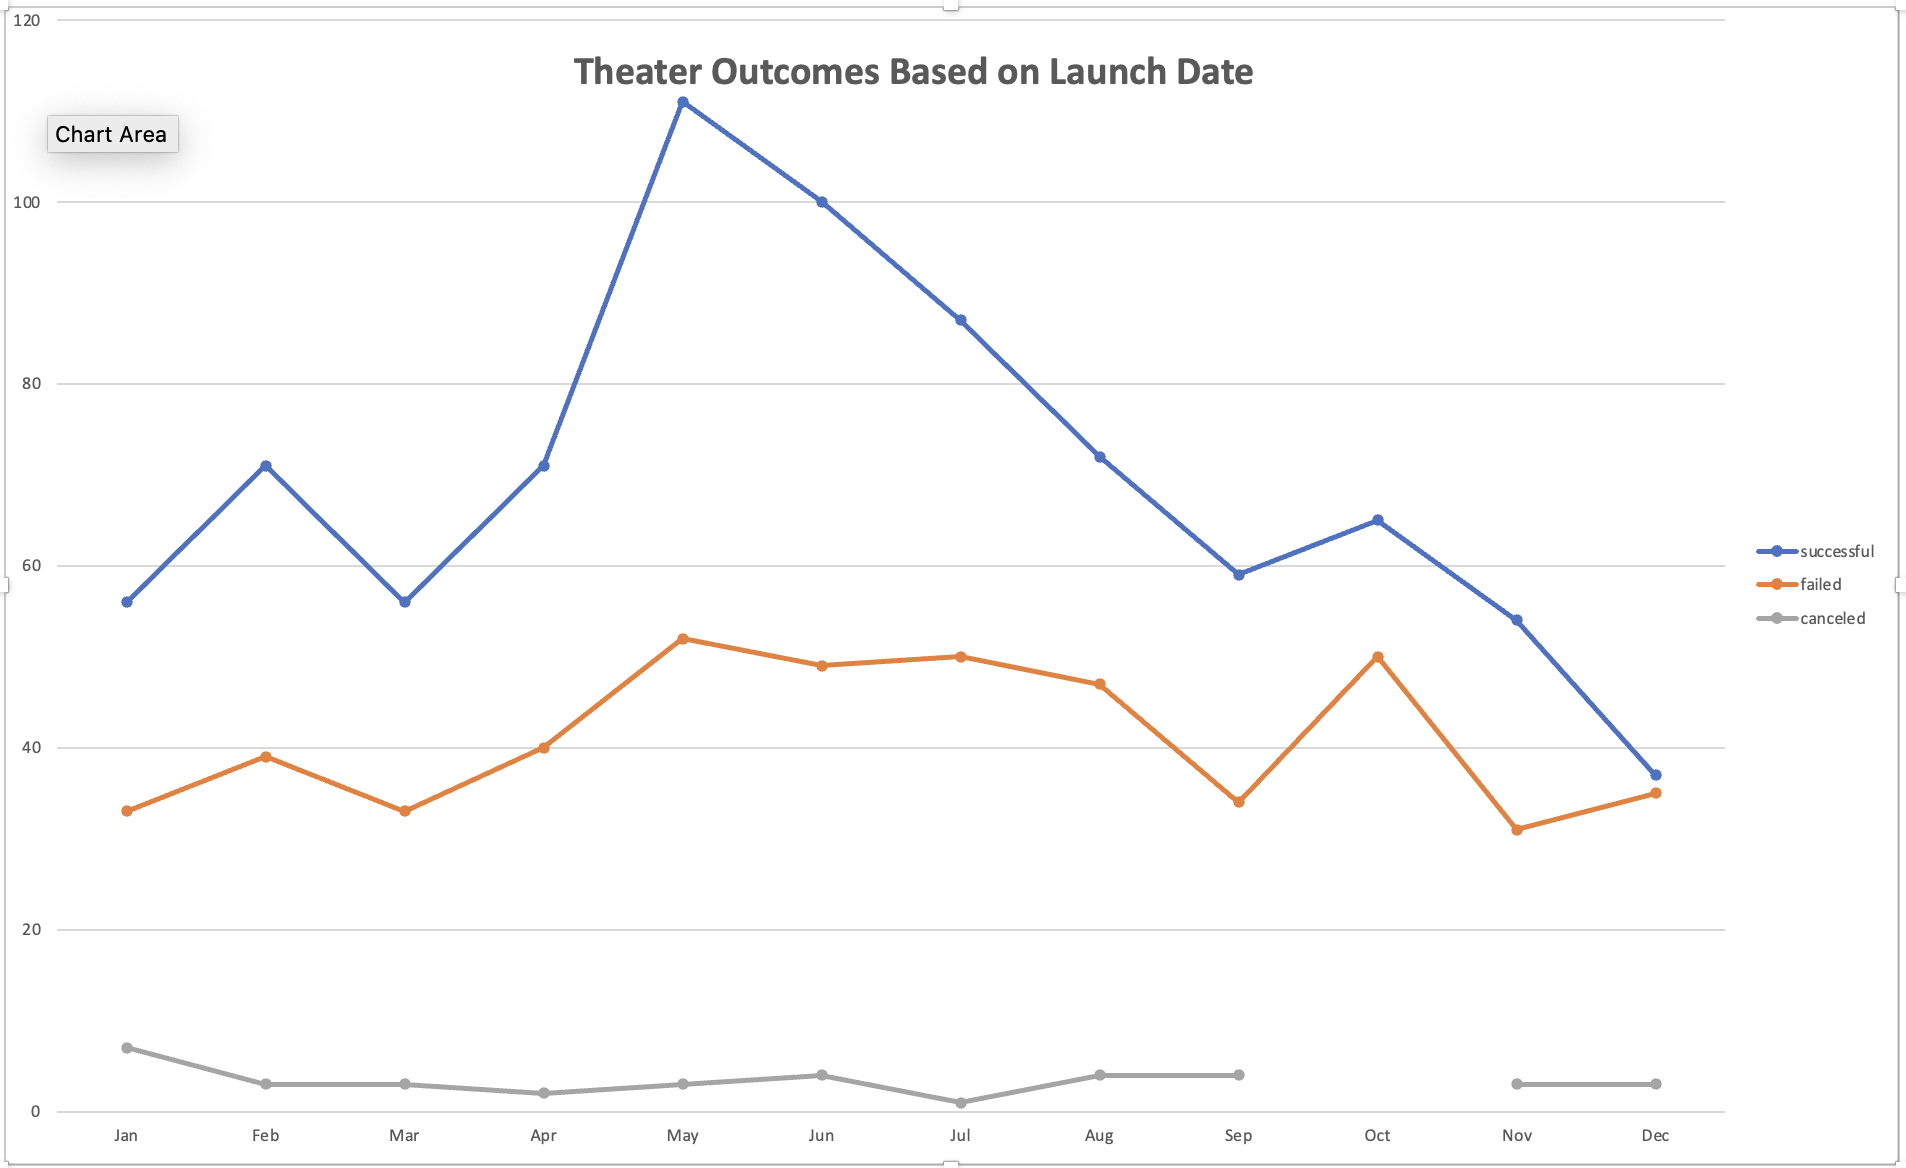 120
Theater Outcomes Based on Launch Date
Chart Area
100
80
60
40
20
0
successful
failed
canceled
Jan Feb Mar Apr May Jun Jul Aug Sep Oct Nov Dec